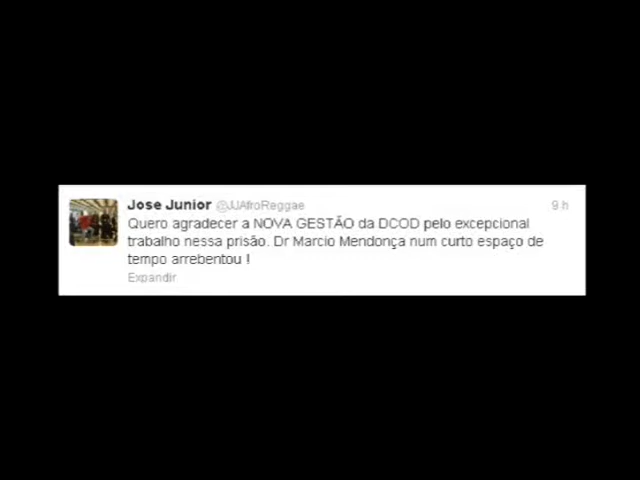 Jose Junior @JJAfroReggae 9 h
Quero agradecer a NOVA GESTÃO da DCOD pelo excepcional
trabalho nessa prisão. Dr Marcio Mendonça num curto espaço de
tempo arrebentou !
Expandir